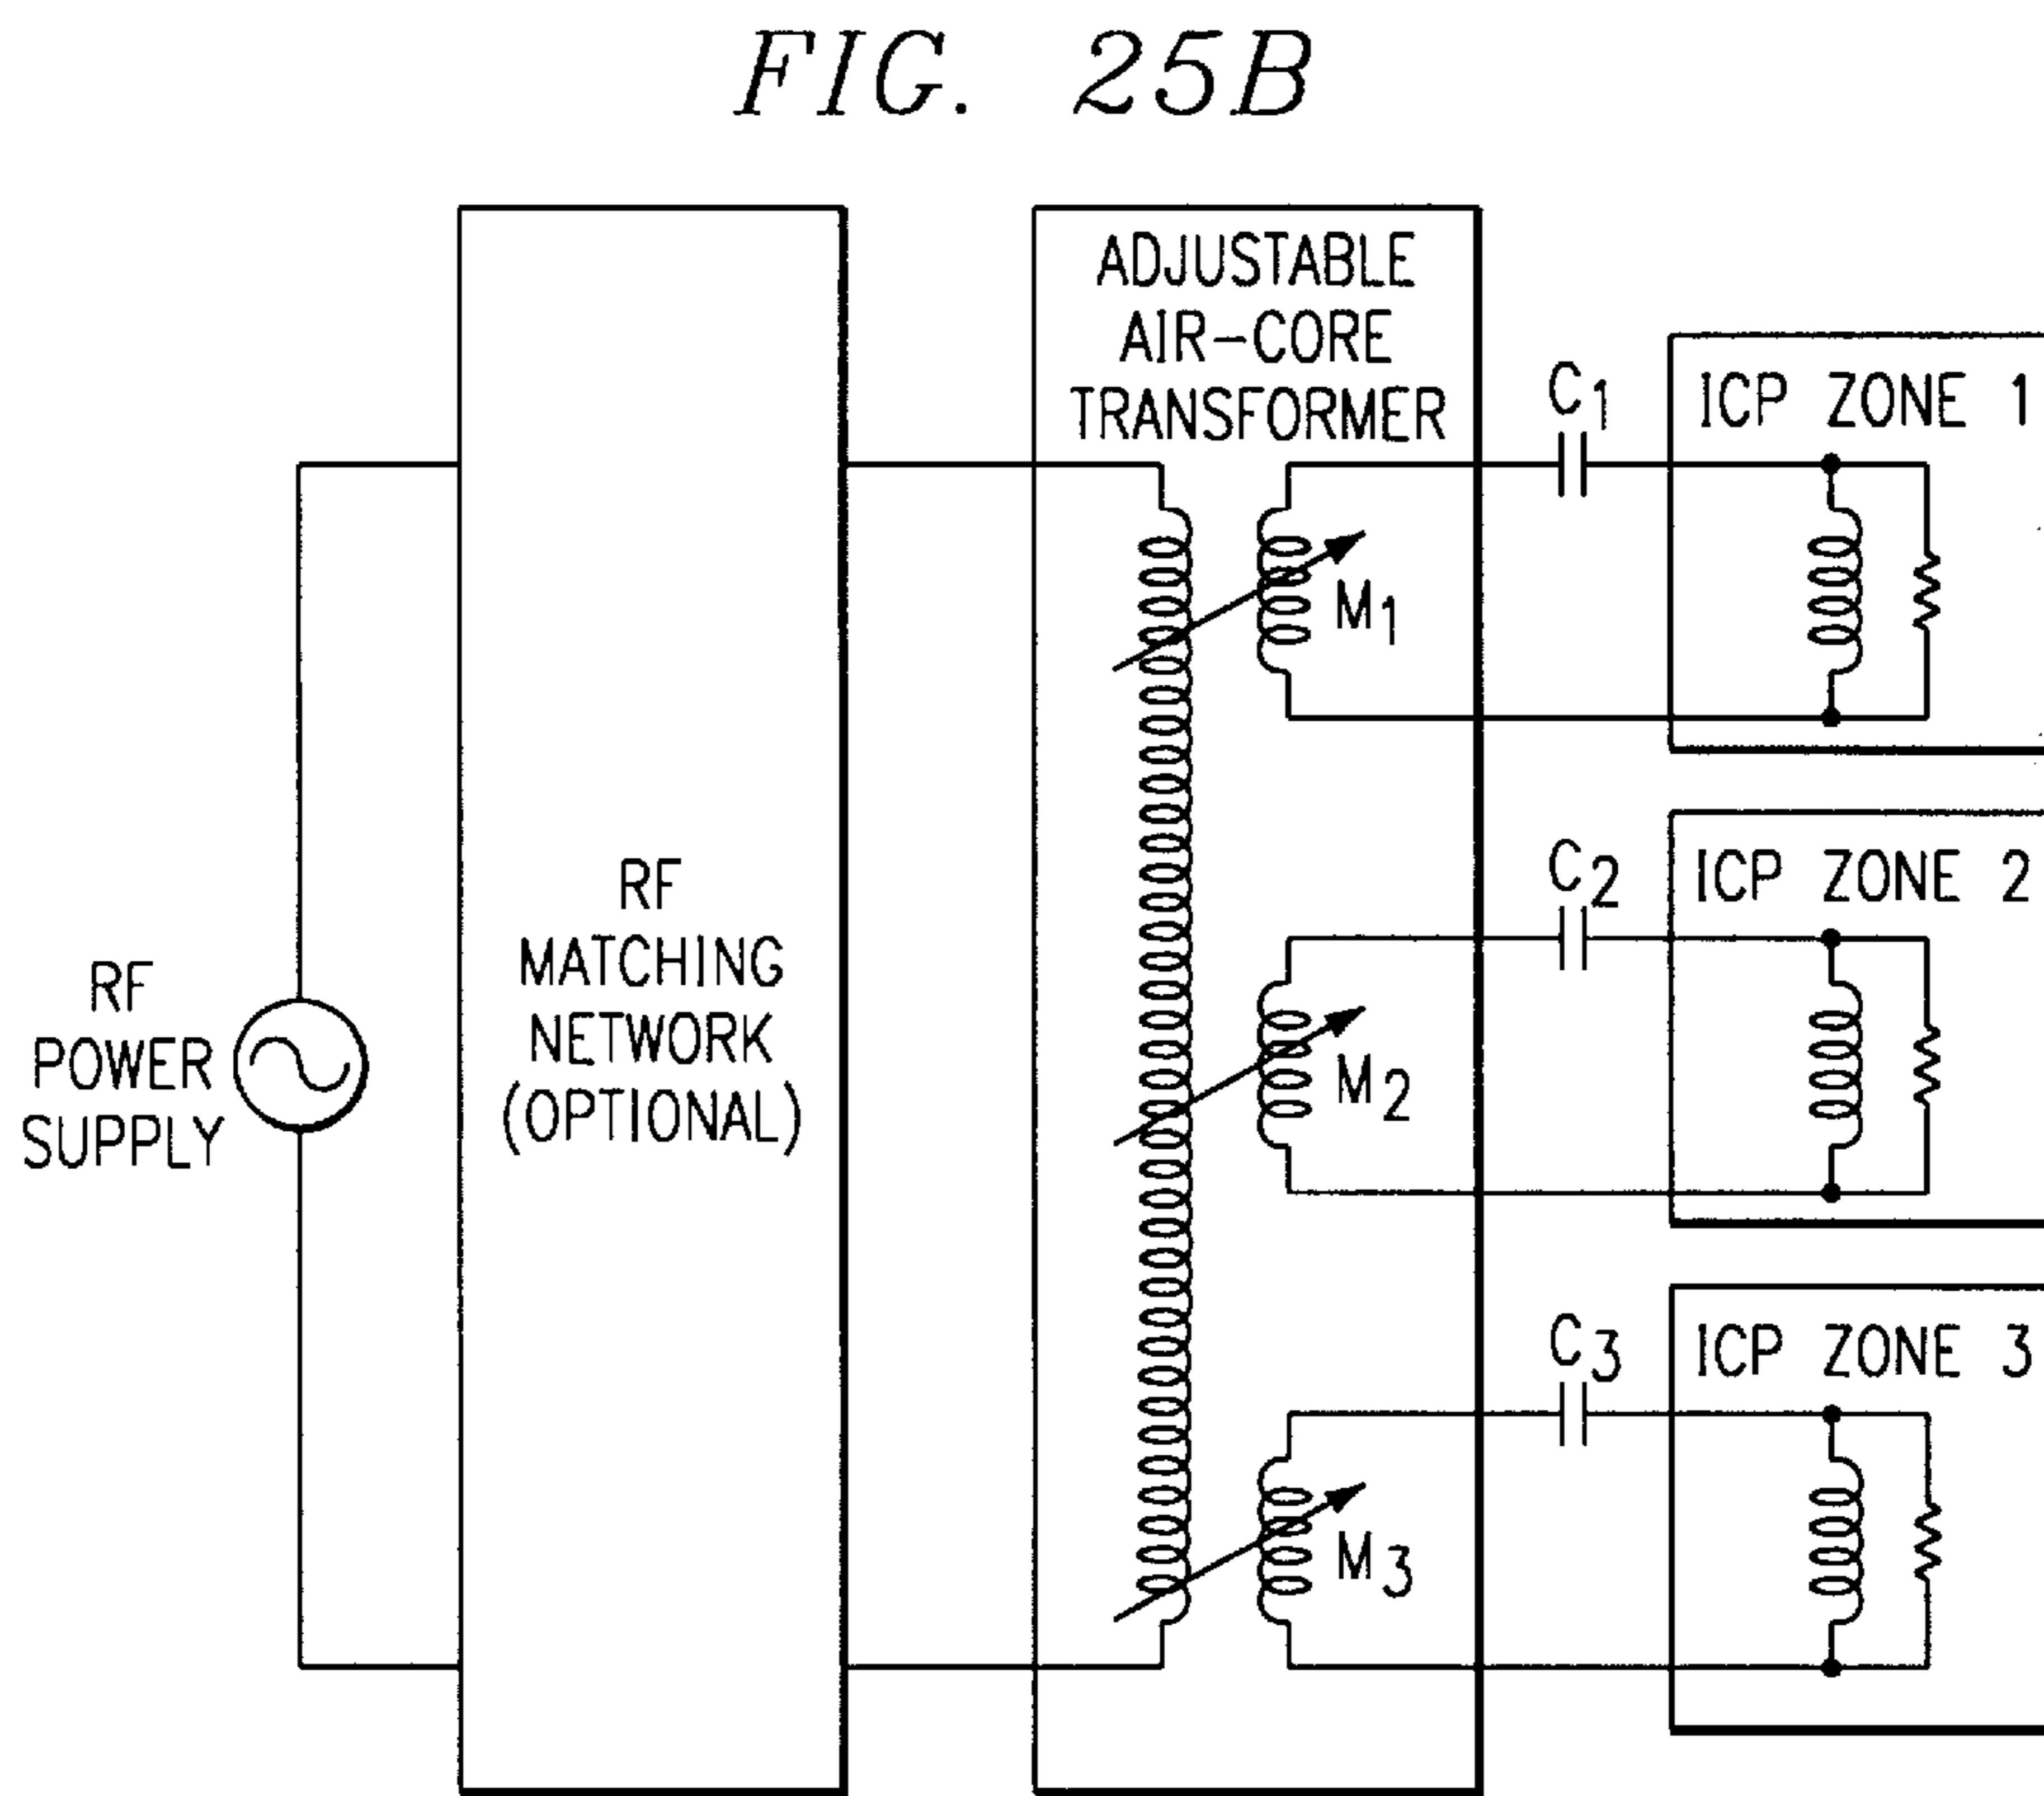 FIG. 25B
ADJUSTABLE
AIR-CORE
TRANSFORMER
C1
ICP ZONE 1
M1
RF
POWER
SUPPLY
RF
MATCHING
NETWORK
(OPTIONAL)
C2
ICP ZONE 2
M2
C3
ICP ZONE 3
M3